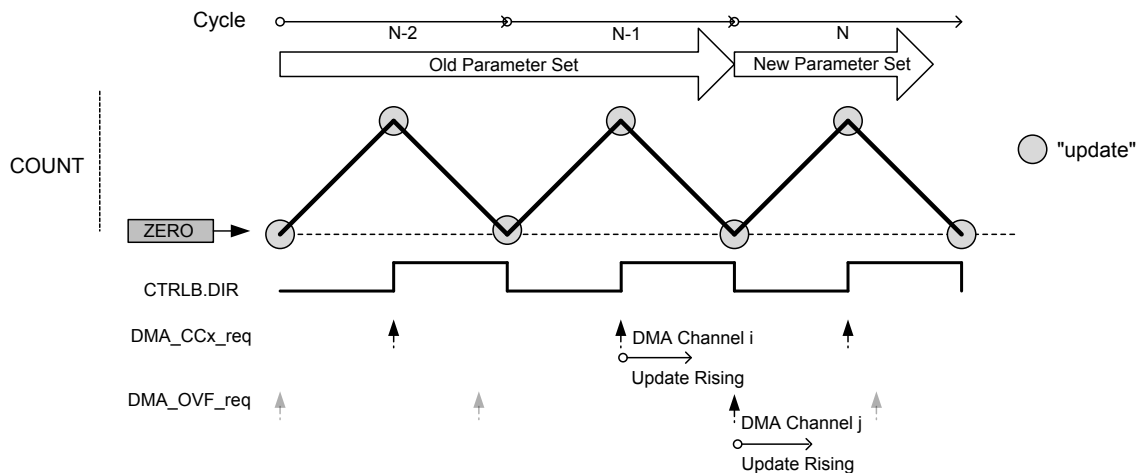 Cycle
N-2
N-1
N
Old Parameter Set
New Parameter Set
COUNT
"update"
ZERO
CTRLB.DIR
DMA_CCx_req
DMA Channel i
Update Rising
DMA_OVF_req
DMA Channel j
Update Rising